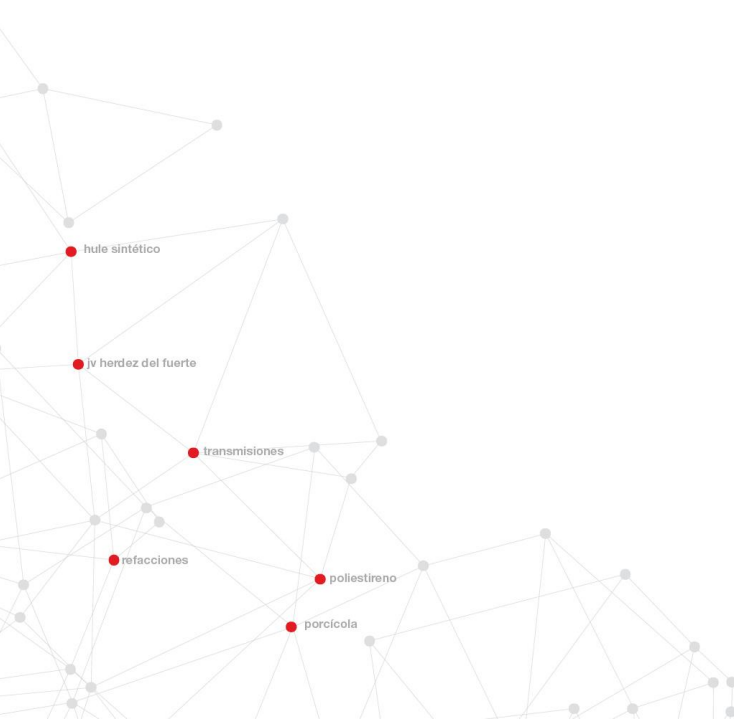 hule sintético
jv herdez del fuerte
transmisiones
refacciones
poliestireno
porcícola